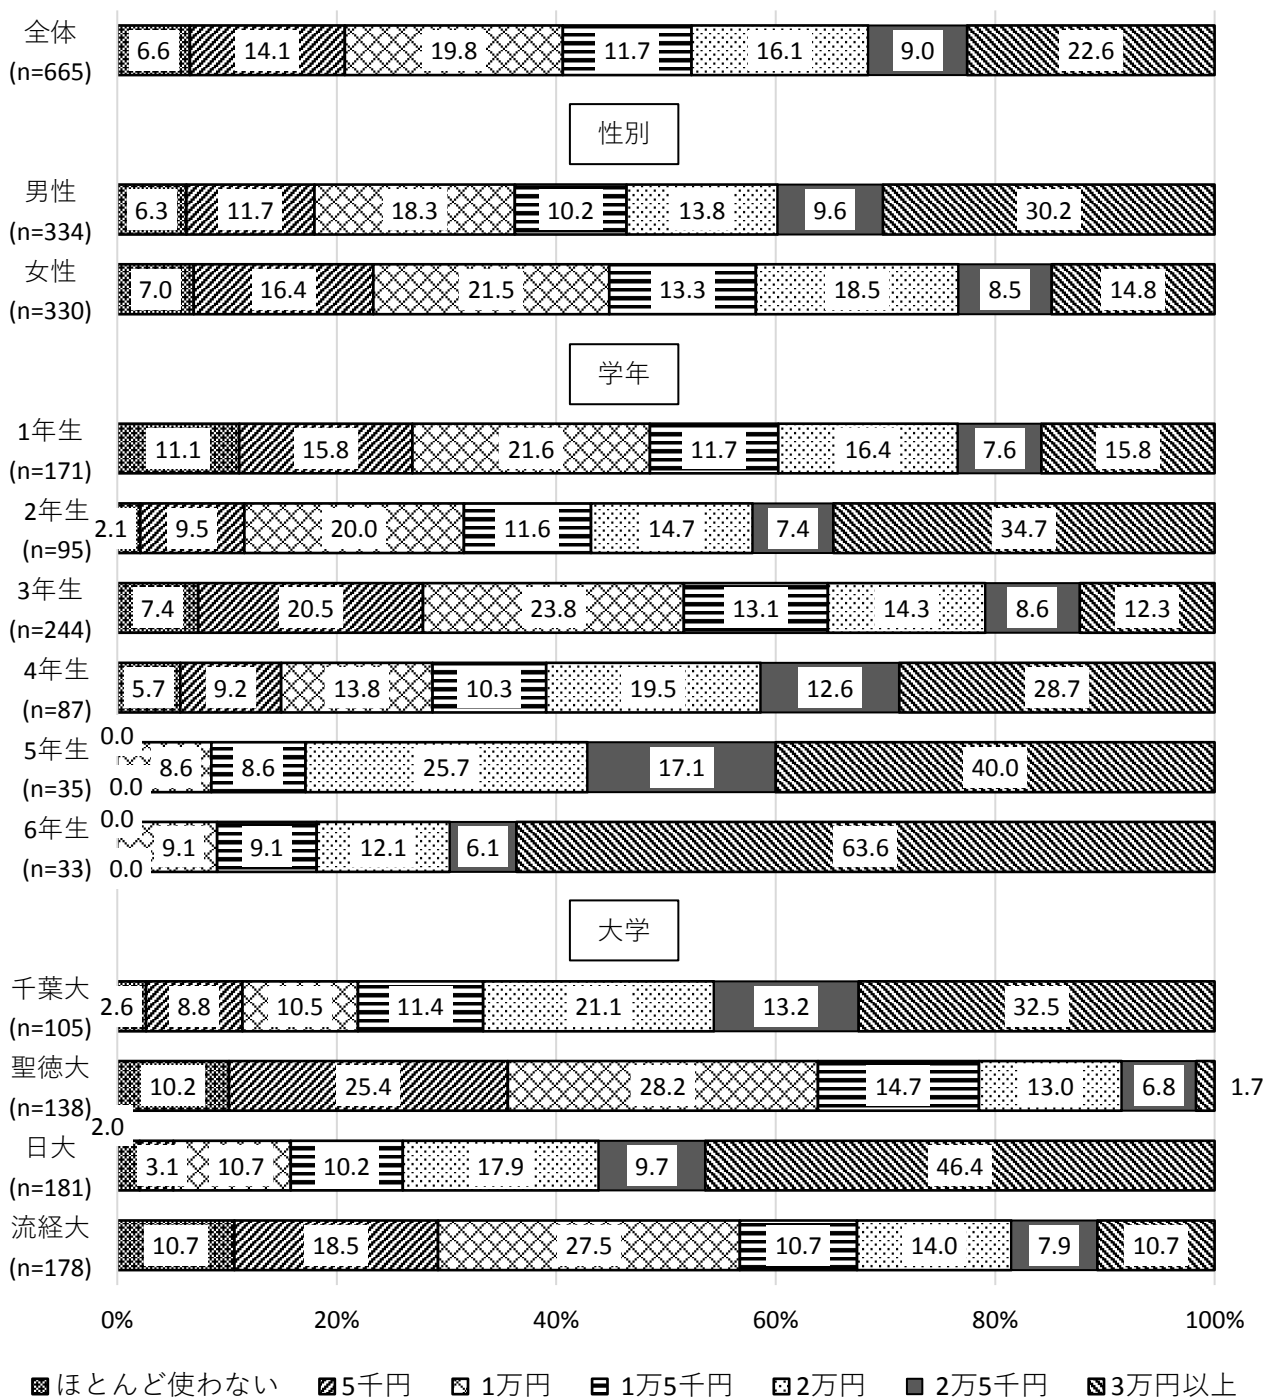 全体
(n=665)
6.6 14.1 19.8 11.7 16.1 9.0 22.6
性別
男性
(n=334)
6.3 11.7 18.3 10.2 13.8 9.6 30.2
女性
(n=330)
7.0 16.4 21.5 13.3 18.5 8.5 14.8
学年
1年生
(n=171)
11.1 15.8 21.6 11.7 16.4 7.6 15.8
2年生
(n=95)
2.1 9.5 20.0 11.6 14.7 7.4 34.7
3年生
(n=244)
7.4 20.5 23.8 13.1 14.3 8.6 12.3
4年生
(n=87)
5.7 9.2 13.8 10.3 19.5 12.6 28.7
5年生
(n=35)
0.0 0.0 8.6 8.6 25.7 17.1 40.0
6年生
(n=33)
0.0 0.0 9.1 9.1 12.1 6.1 63.6
大学
千葉大
(n=105)
2.6 8.8 10.5 11.4 21.1 13.2 32.5
聖徳大
(n=138)
10.2 25.4 28.2 14.7 13.0 6.8 1.7
日大
(n=181)
2.0 3.1 10.7 10.2 17.9 9.7 46.4
流経大
(n=178)
10.7 18.5 27.5 10.7 14.0 7.9 10.7
0% 20% 40% 60% 80% 100%
ほとんど使わない 5千円 1万円 1万5千円 2万円 2万5千円 3万円以上